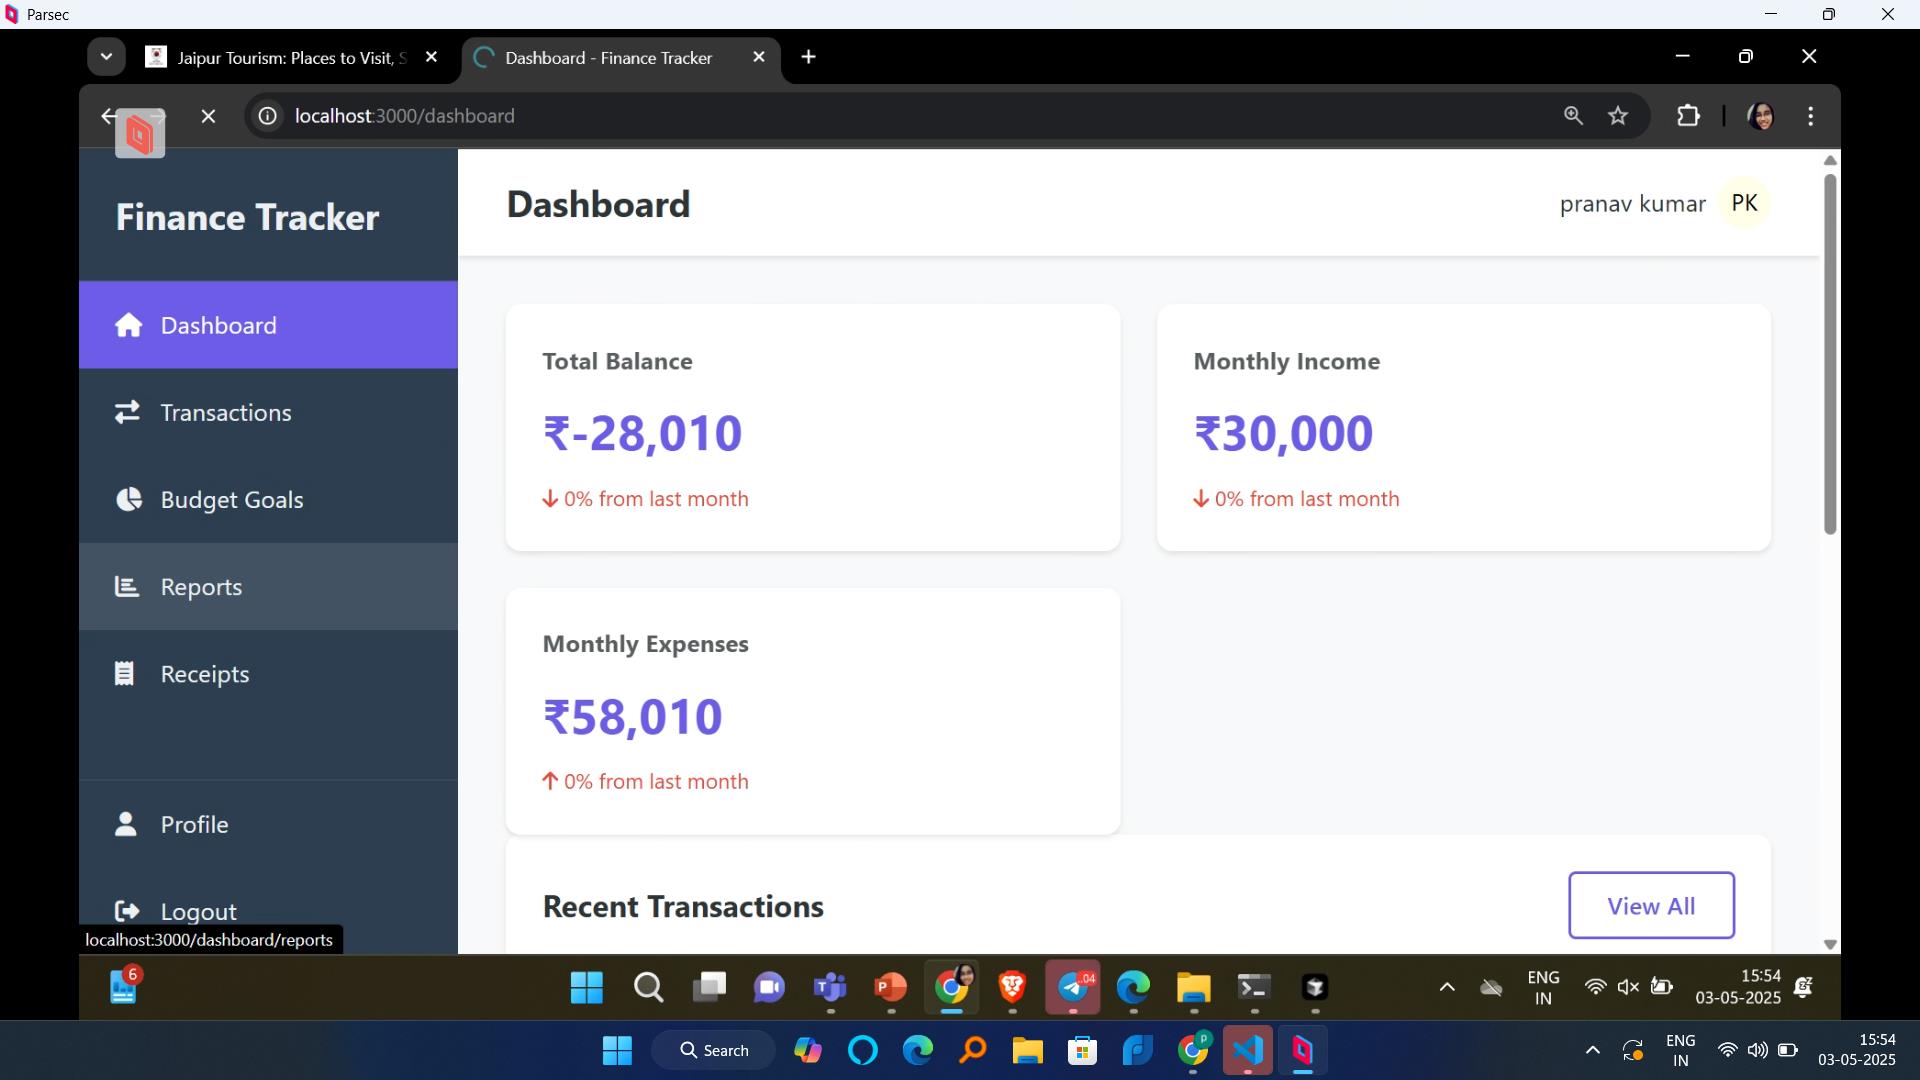 Parsec
Jaipur Tourism: Places to Visit, S
Dashboard - Finance Tracker
localhost:3000/dashboard
Finance Tracker
Dashboard
Transactions
Budget Goals
Reports
Receipts
Profile
Logout
localhost:3000/dashboard/reports
Dashboard
pranav kumar PK
Total Balance
₹-28,010
0% from last month
Monthly Income
₹30,000
0% from last month
Monthly Expenses
₹58,010
0% from last month
Recent Transactions
View All
6
.04
ENG
IN
15:54
03-05-2025
Search
P
ENG
IN
15:54
03-05-2025